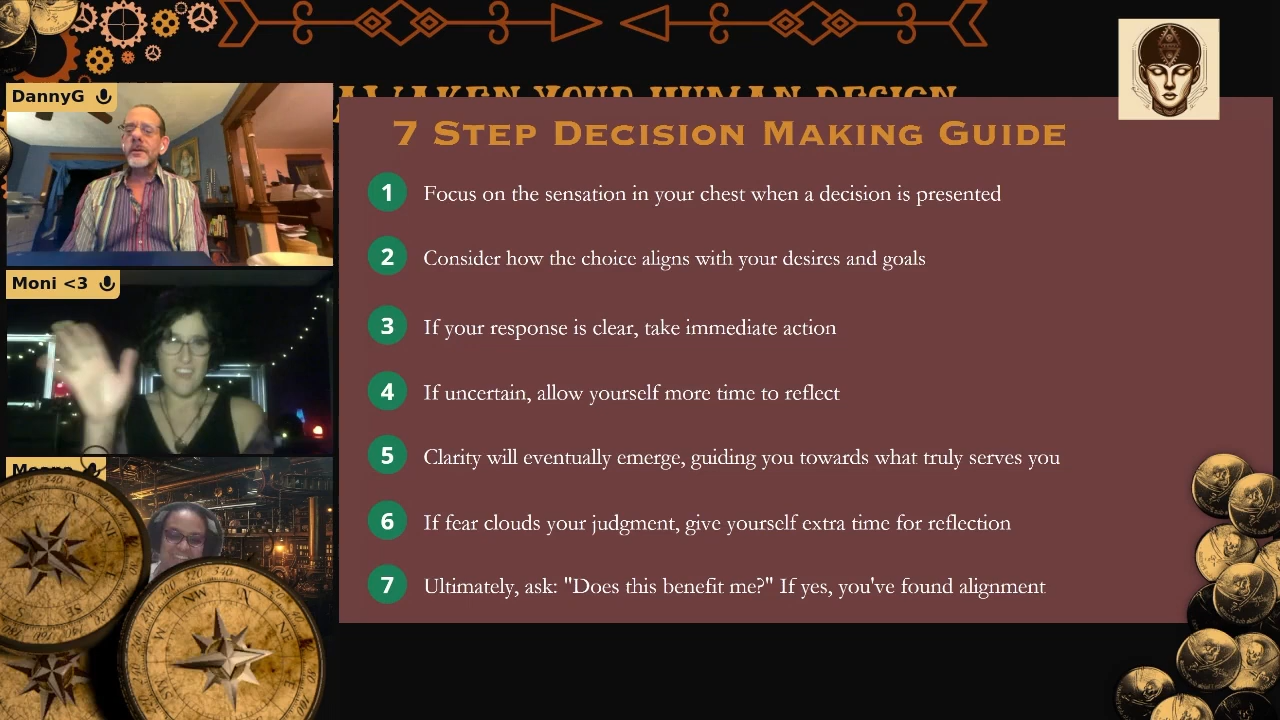 AWAKEN YOUR HUMAN DESIGN
DannyG
7 Step Decision Making Guide
1 Focus on the sensation in your chest when a decision is presented
2 Consider how the choice aligns with your desires and goals
Moni <3
3 If your response is clear, take immediate action
4 If uncertain, allow yourself more time to reflect
5 Clarity will eventually emerge, guiding you towards what truly serves you
6 If fear clouds your judgment, give yourself extra time for reflection
7 Ultimately, ask: "Does this benefit me?" If yes, you've found alignment